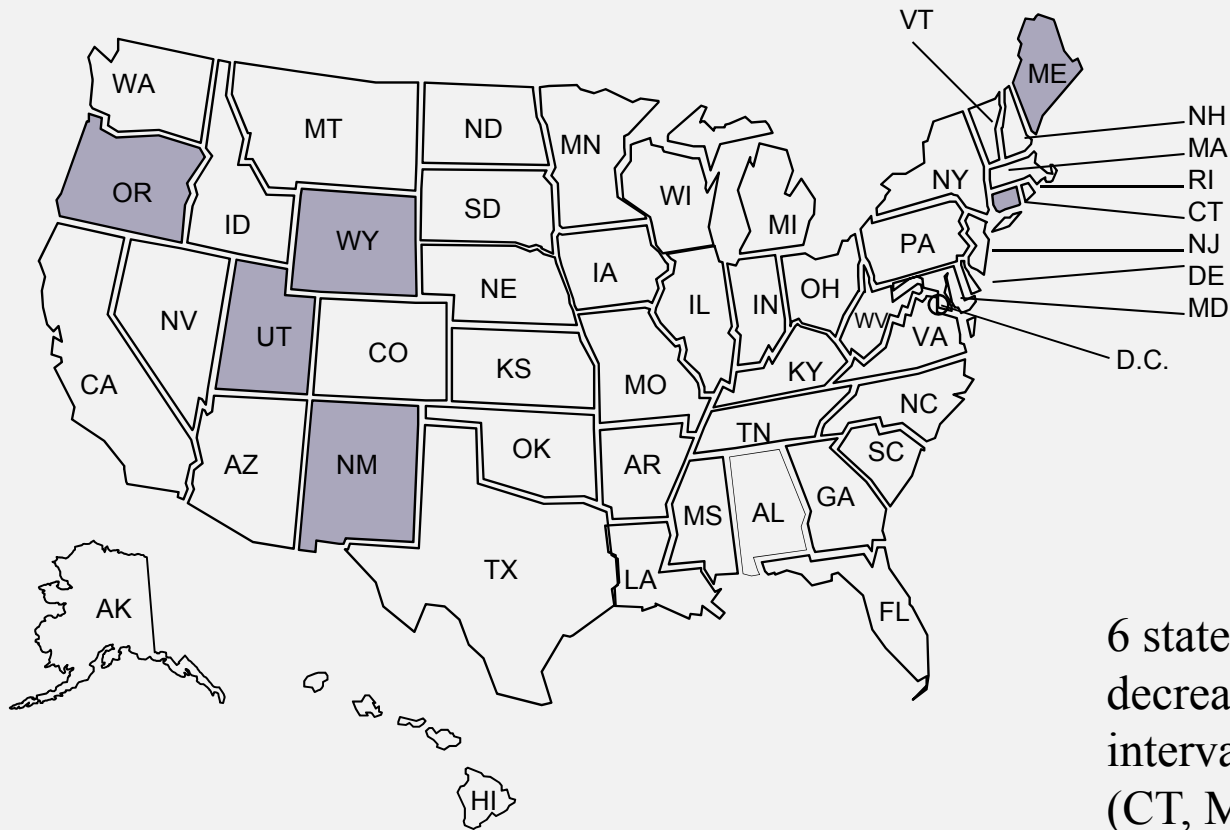 VT
ME
WA
NH
MT
ND
MN
MA
OR
RI
NY
ID
SD
WI
CT
WY
MI
PA
NJ
IA
DE
NE
OH
IL
IN
MD
NV
WV
UT
VA
CO
D.C.
KS
KY
CA
MO
NC
TN
OK
SC
AZ
NM
AR
GA
MS
AL
TX
LA
AK
FL
HI
6 state
decrea
interva
(CT, M